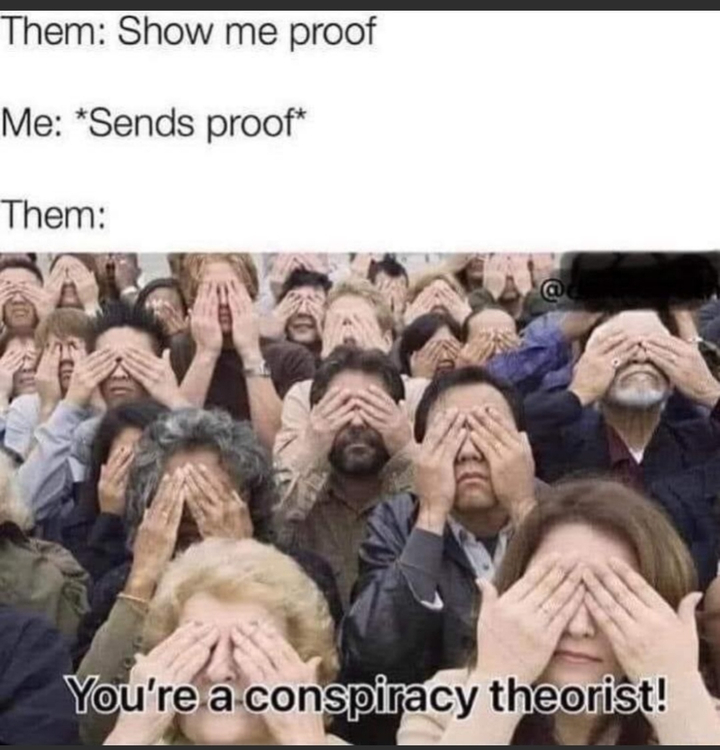 Them: Show me proof
Me: *Sends proof*
Them:
@
You're a conspiracy theorist!